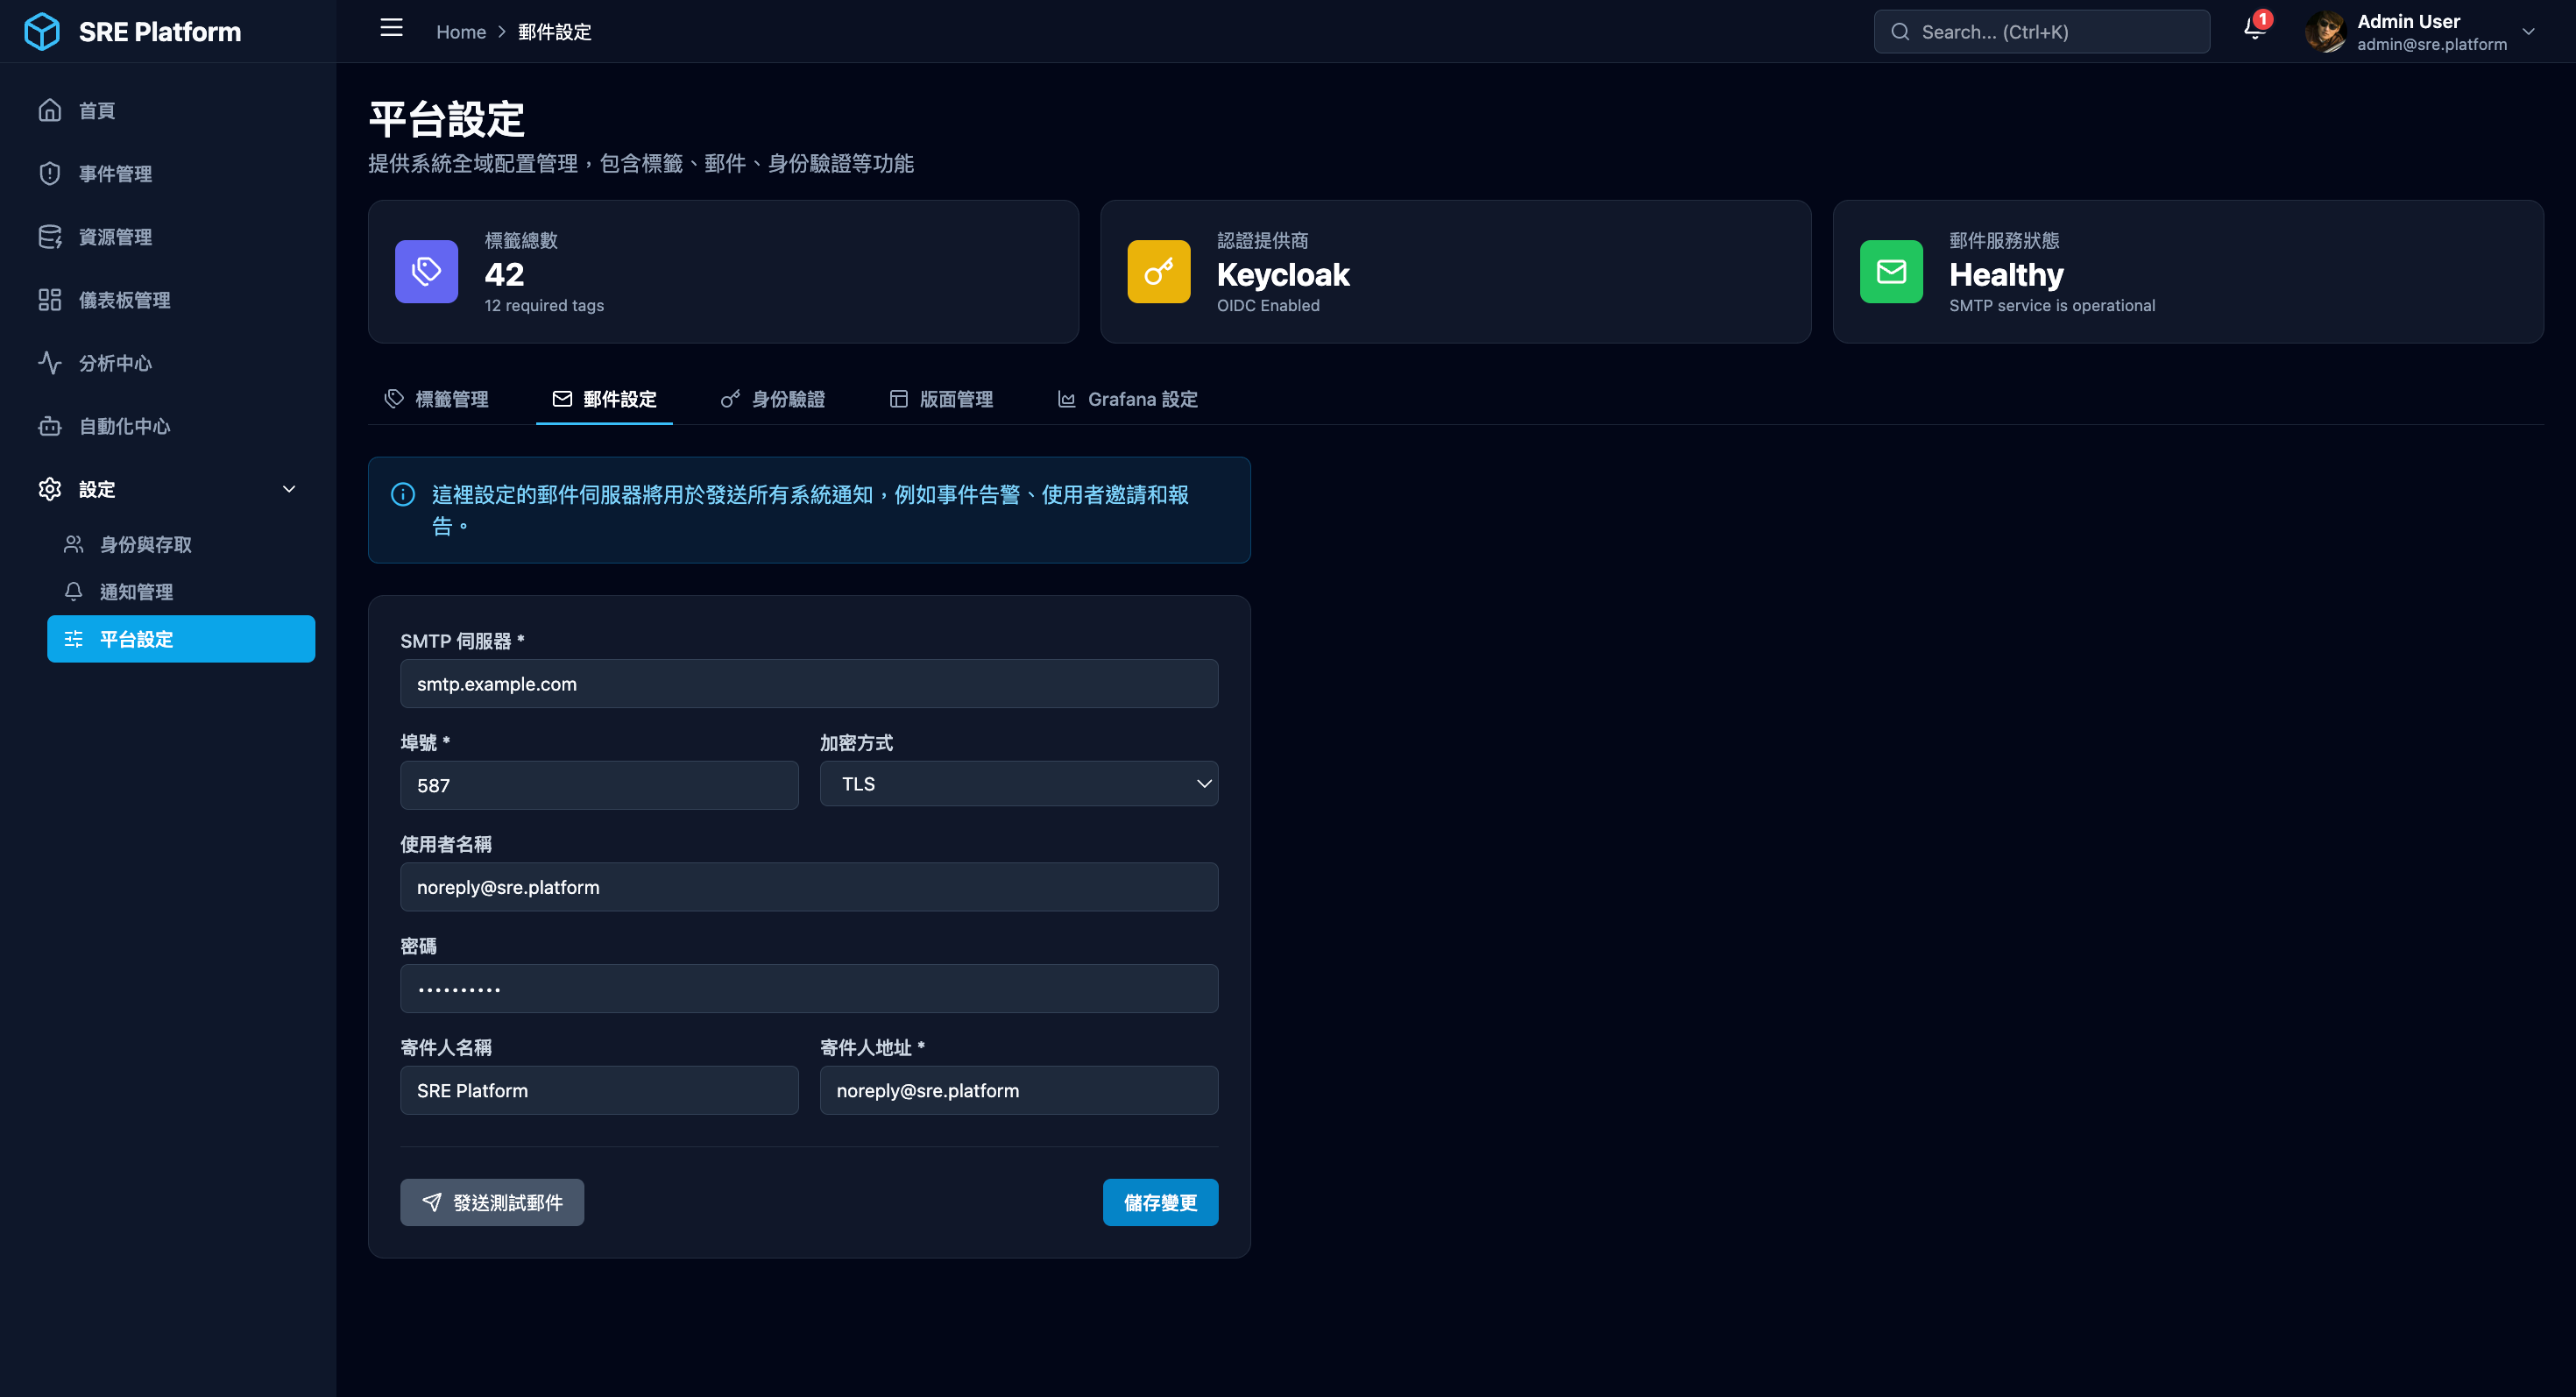 SRE Platform
Home > 郵件設定
Search... (Ctrl+K)
1
Admin User
admin@sre.platform
首頁
事件管理
資源管理
儀表板管理
分析中心
自動化中心
設定
身份與存取
通知管理
平台設定
平台設定
提供系統全域配置管理，包含標籤、郵件、身份驗證等功能
標籤總數
42
12 required tags
認證提供商
Keycloak
OIDC Enabled
郵件服務狀態
Healthy
SMTP service is operational
標籤管理
郵件設定
身份驗證
版面管理
Grafana 設定
這裡設定的郵件伺服器將用於發送所有系統通知，例如事件告警、使用者邀請和報
告。
SMTP 伺服器 *
smtp.example.com
埠號 *
587
加密方式
TLS
使用者名稱
noreply@sre.platform
密碼
••••••••••
寄件人名稱
SRE Platform
寄件人地址 *
noreply@sre.platform
發送測試郵件
儲存變更